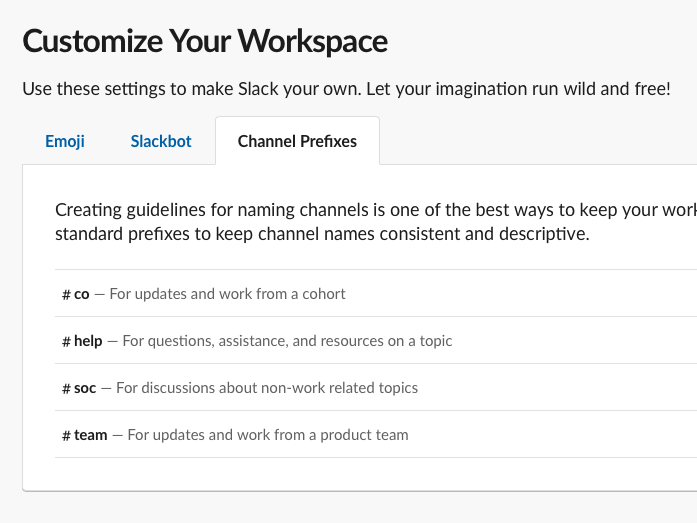 Customize Your Workspace
Use these settings to make Slack your own. Let your imagination run wild and free!
Emoji Slackbot Channel Prefixes
Creating guidelines for naming channels is one of the best ways to keep your
standard prefixes to keep channel names consistent and descriptive.
# co — For updates and work from a cohort
# help — For questions, assistance, and resources on a topic
# soc — For discussions about non-work related topics
# team — For updates and work from a product team